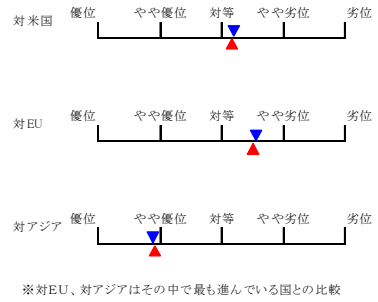 対米国 優位 やや優位 対等 やや劣位 劣位
対EU 優位 やや優位 対等 やや劣位 劣位
対アジア 優位 やや優位 対等 やや劣位 劣位
※対EU、対アジアはその中で最も進んでいる国との比較